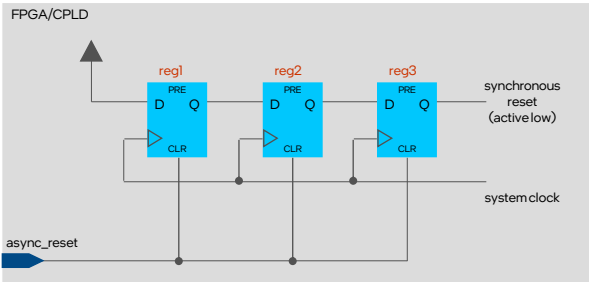 FPGA/CPLD
reg1
reg2
reg3
PRE
PRE
PRE
D
Q
D
Q
D
Q
CLR
CLR
CLR
synchronous
reset
(active low)
system clock
async_reset